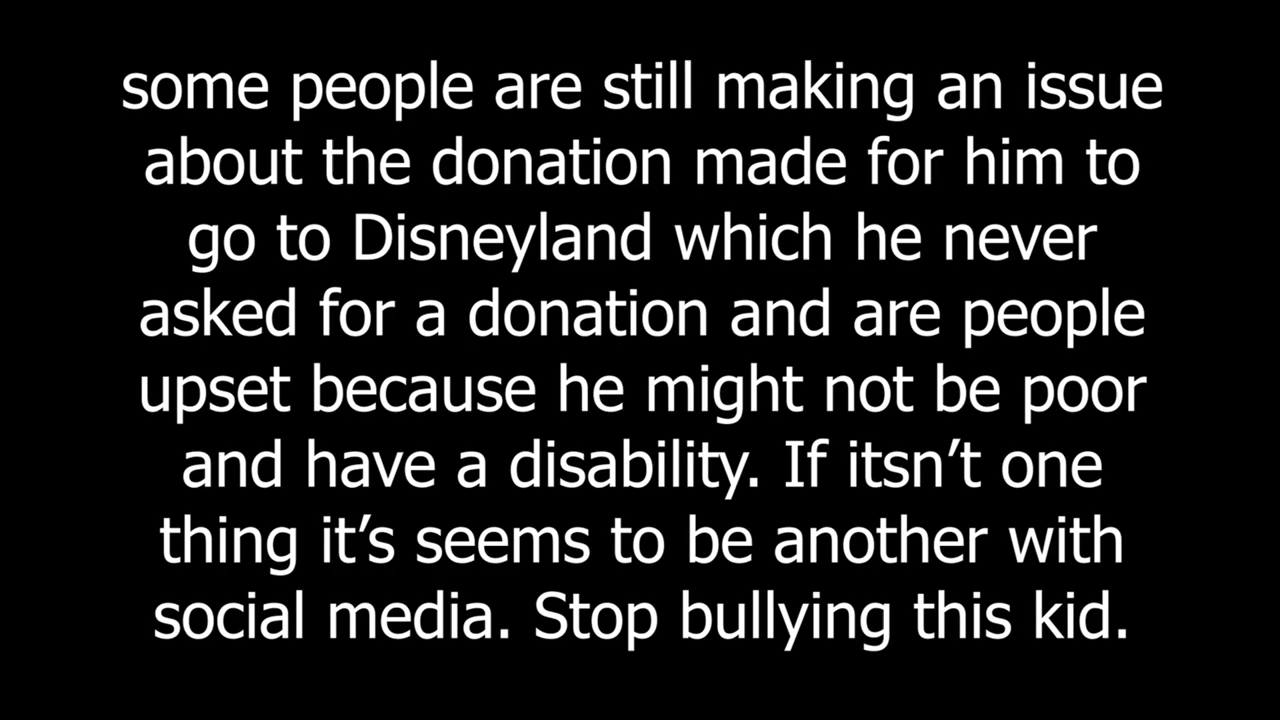 some people are still making an issue
about the donation made for him to
go to Disneyland which he never
asked for a donation and are people
upset because he might not be poor
and have a disability. If itsn’t one
thing it’s seems to be another with
social media. Stop bullying this kid.